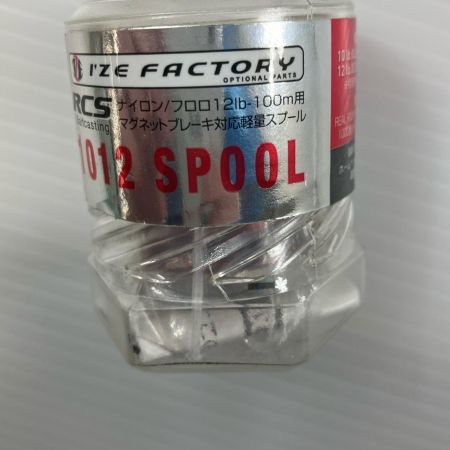 I'ZE FACTORY
OPTIONAL PARTS
RCS ナイロン/フロロ12lb-100m用
マグネットブレーキ対応軽量スプール
1012 SPOOL